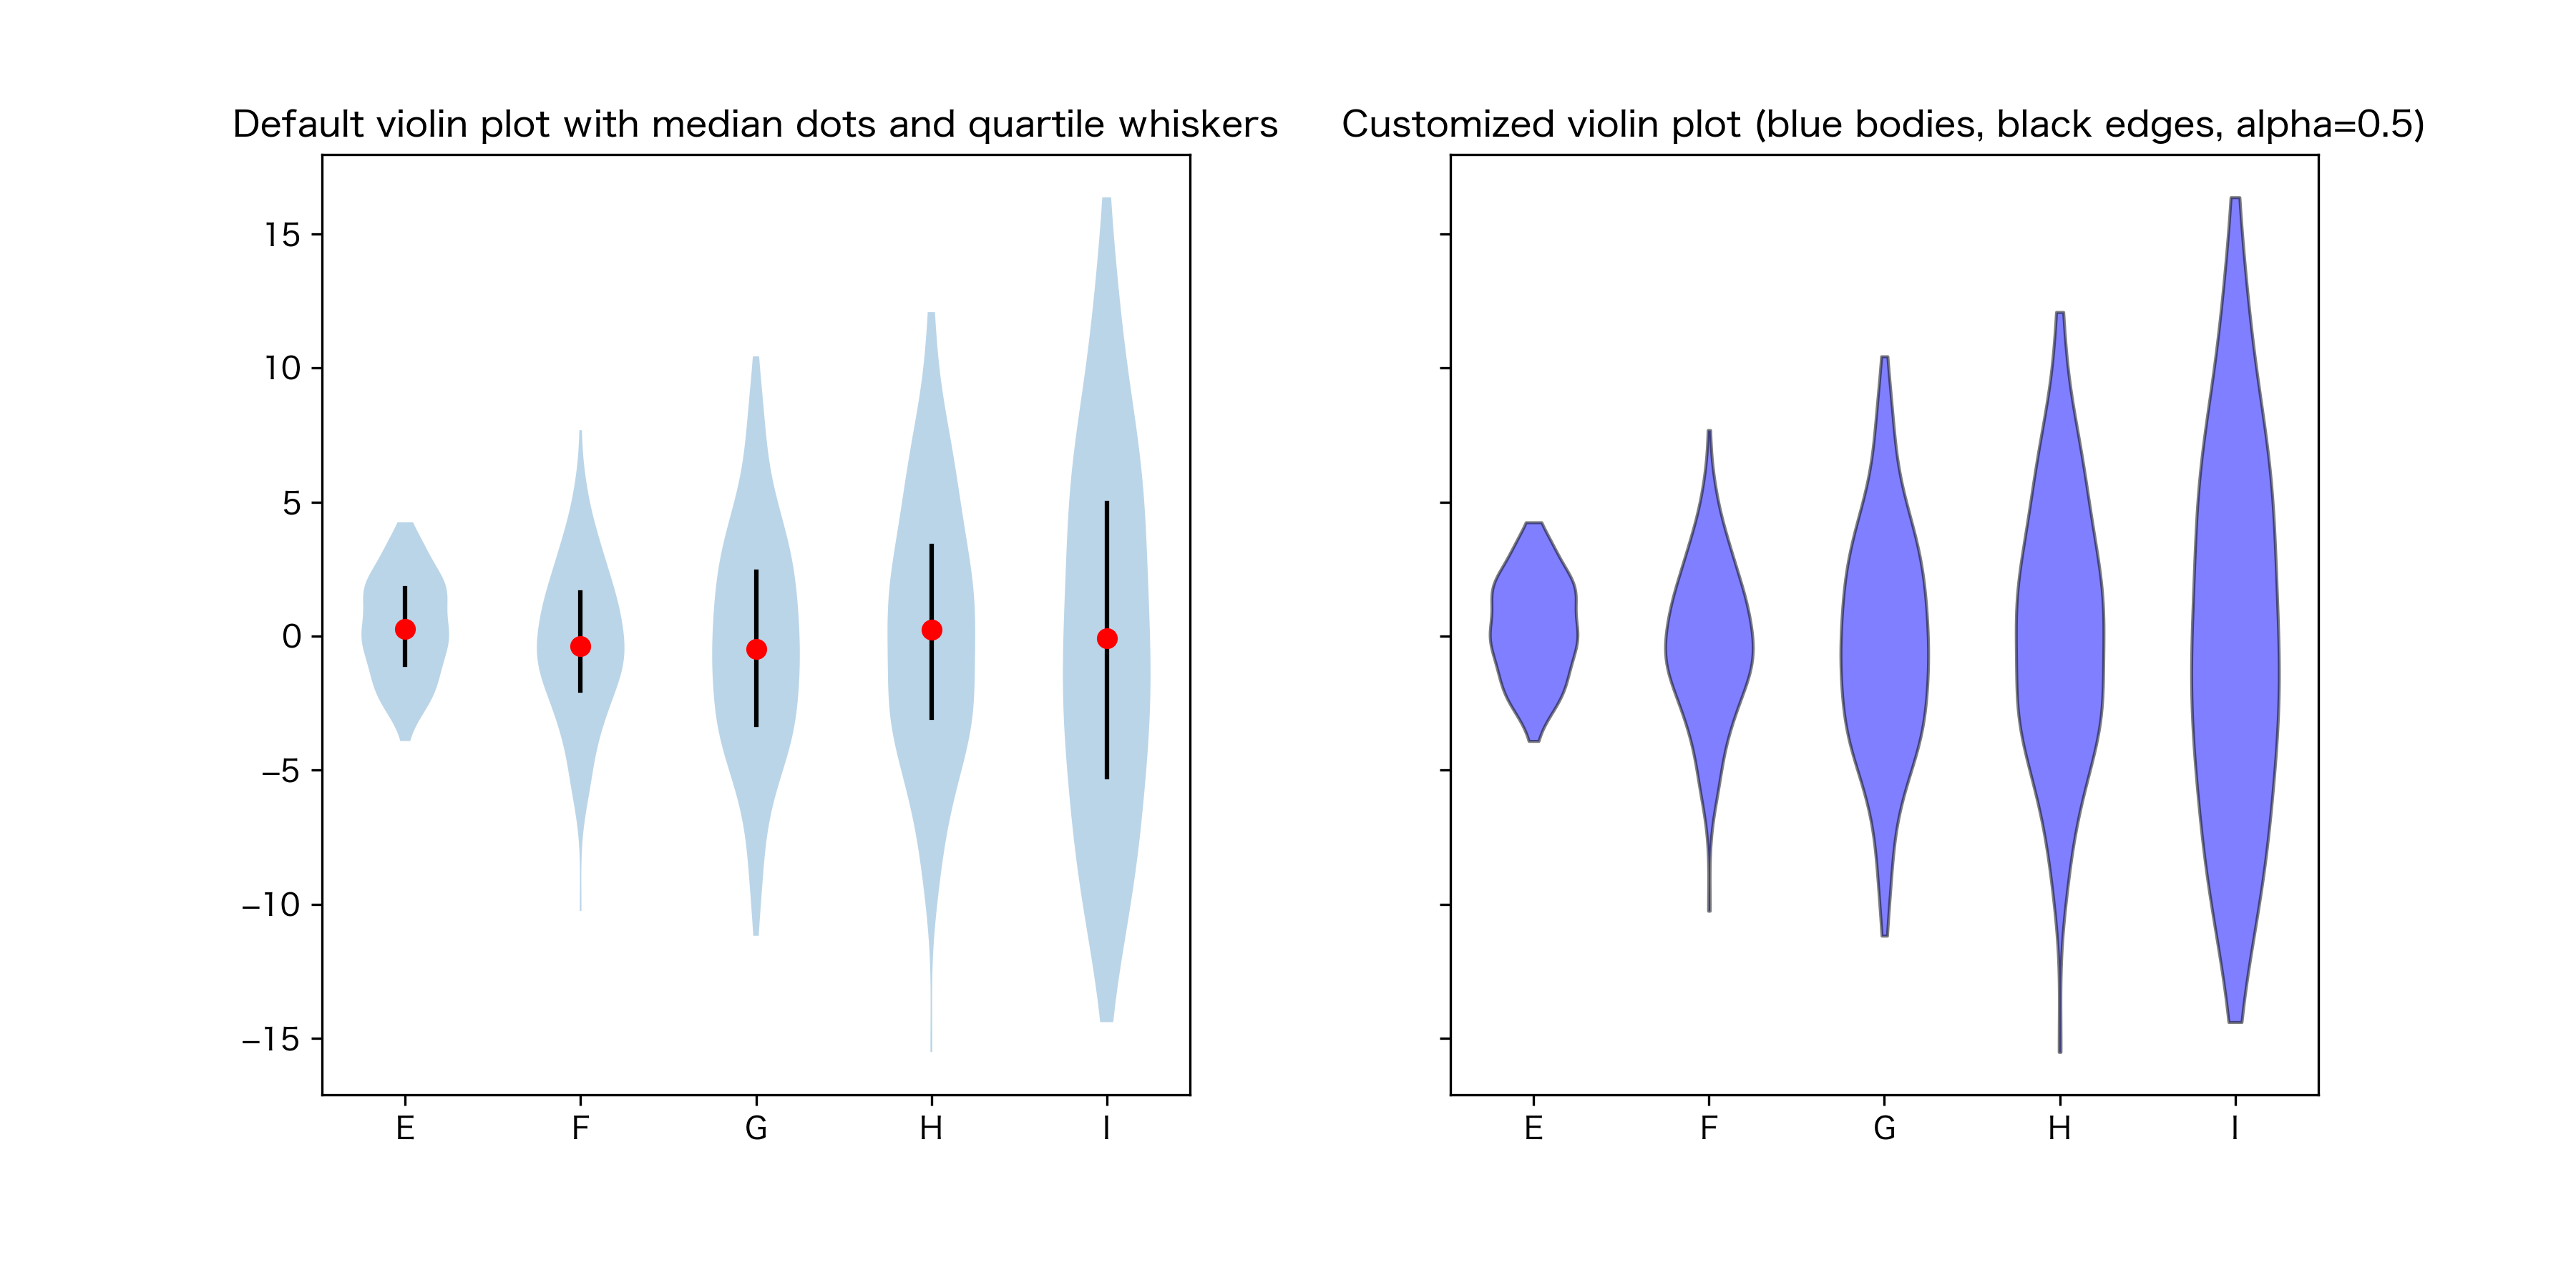 Default violin plot with median dots and quartile whiskers
15
10
5
0
−5
−10
−15
E F G H I
Customized violin plot (blue bodies, black edges, alpha=0.5)
E F G H I